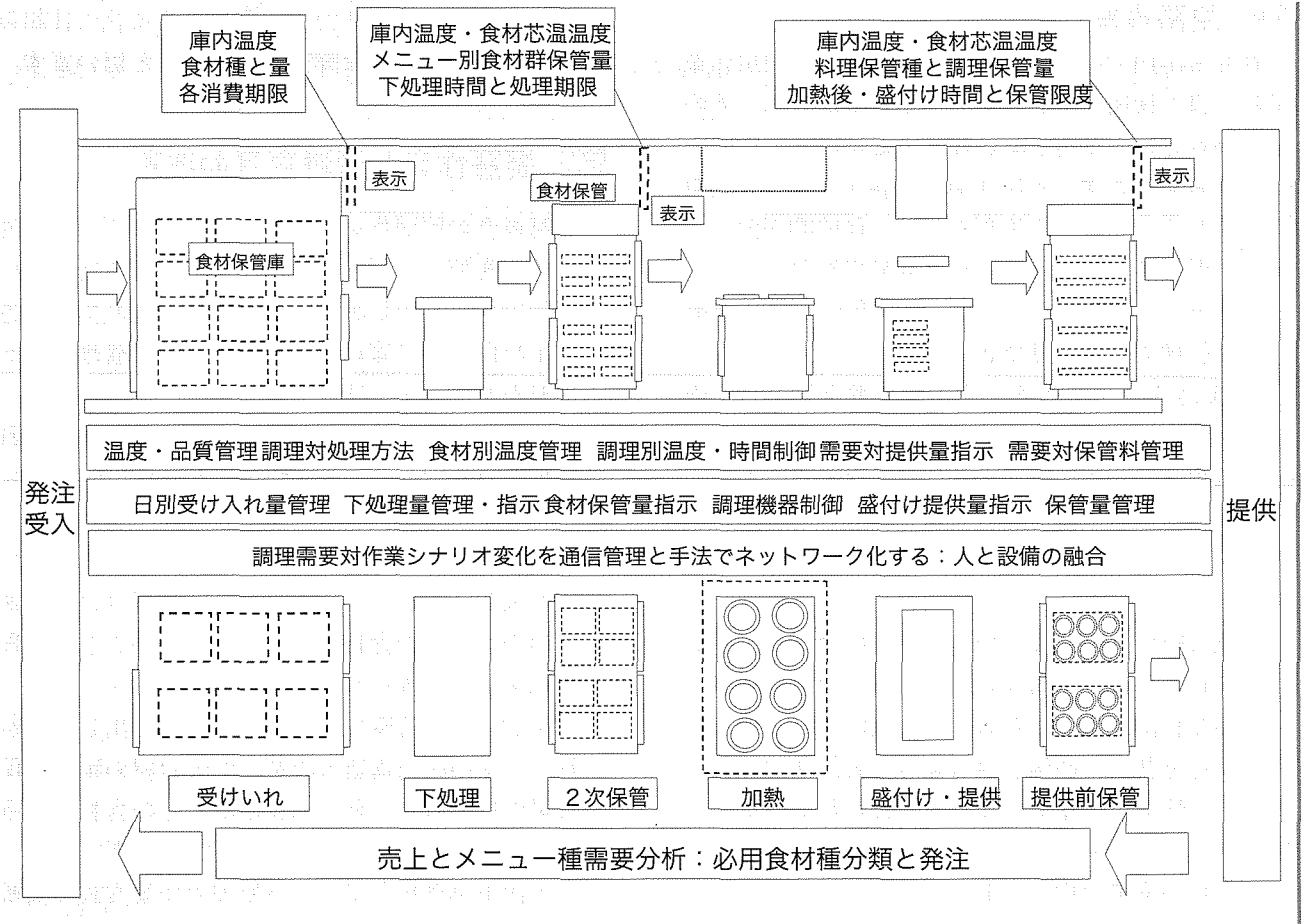 庫内温度
食材種と量
各消費期限
庫内温度・食材芯温温度
メニュー別食材群保管量
下処理時間と処理期限
庫内温度・食材芯温温度
料理保管種と調理保管量
加熱後・盛付け時間と保管限度
表示
食材保管
表示
表示
食材保管庫
温度・品質管理 調理対処理方法 食材別温度管理 調理別温度・時間制御 需要対提供量指示 需要対保管料管理
日別受け入れ量管理 下処理量管理・指示 食材保管量指示 調理機器制御 盛付け提供量指示 保管量管理
調理需要対作業シナリオ変化を通信管理と手法でネットワーク化する：人と設備の融合
発注
受入
提供
受けいれ
下処理
２次保管
加熱
盛付け・提供
提供前保管
売上とメニュー種需要分析：必用食材種分類と発注